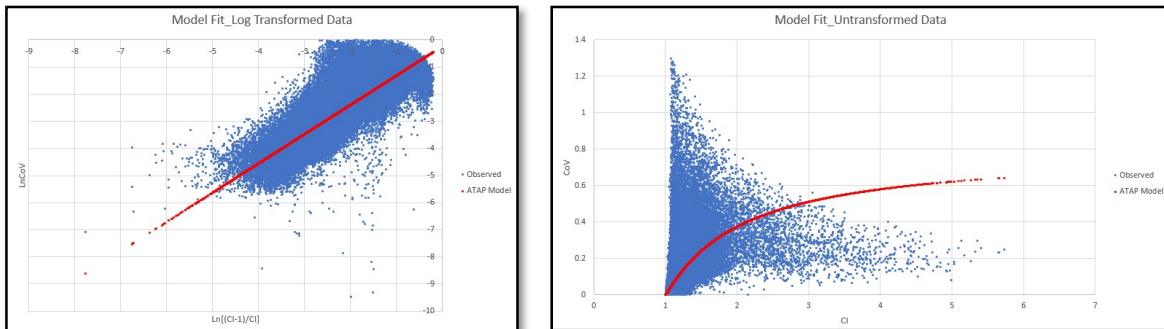 Model Fit_Log Transformed Data
-9 -8 -7 -6 -5 -4 -3 -2 -1 0
0
-1
-2
-3
-4
-5
-6
-7
-8
-9
-10
LnCoV
Ln[(CI-1)/CI]
Observed
ATAP Model
Model Fit_Untransformed Data
1.4
1.2
1
0.8
0.6
0.4
0.2
0
0 1 2 3 4 5 6 7
CoV
CI
Observed
ATAP Model